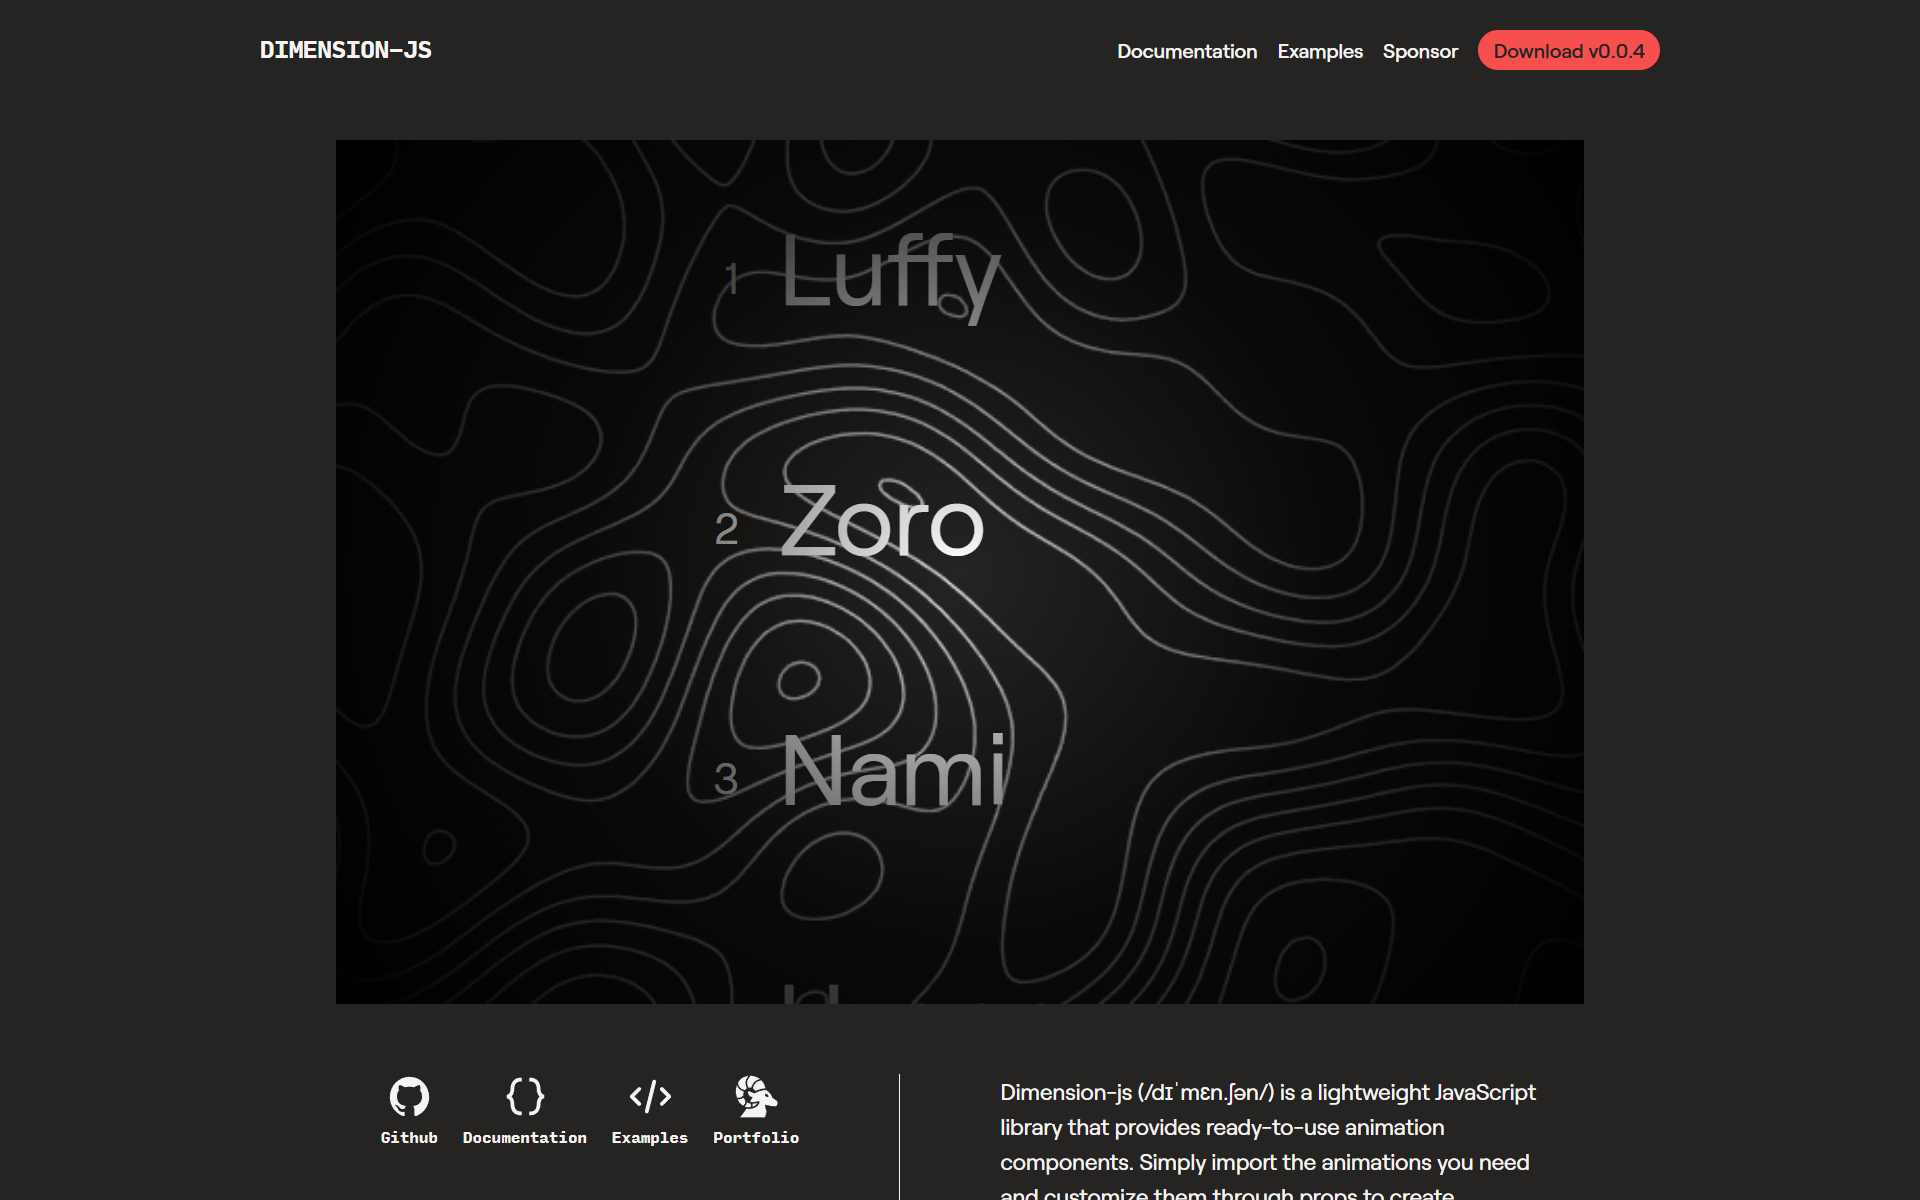 DIMENSION-JS
Documentation Examples Sponsor Download v0.0.4
1 Luffy
2 Zoro
3 Nami
Github Documentation Examples Portfolio
Dimension-js (/dɪˈmɛn.ʃən/) is a lightweight JavaScript
library that provides ready-to-use animation
components. Simply import the animations you need
and customize them through props to create